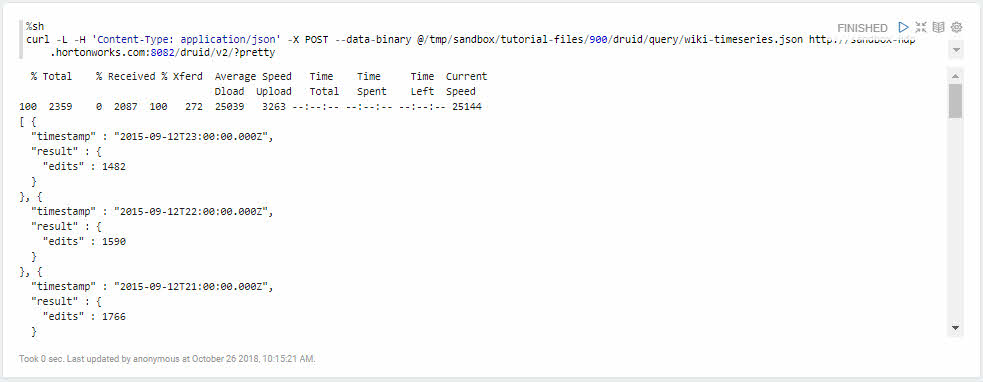 %sh
FINISHED
curl -L -H 'Content-Type: application/json' -X POST --data-binary @/tmp/sandbox/tutorial-files/900/druid/query/wiki-timeseries.json http://sandbox-hdp
.hortonworks.com:8082/druid/v2/?pretty
% Total % Received % Xferd Average Speed Time Time Time Current
Dload Upload Total Spent Left Speed
100 2359 0 2087 100 272 25039 3263 --:--:-- --:--:-- --:--:-- 25144
[ {
"timestamp" : "2015-09-12T23:00:00.000Z",
"result" : {
"edits" : 1482
}
}, {
"timestamp" : "2015-09-12T22:00:00.000Z",
"result" : {
"edits" : 1590
}
}, {
"timestamp" : "2015-09-12T21:00:00.000Z",
"result" : {
"edits" : 1766
}
Took 0 sec. Last updated by anonymous at October 26 2018, 10:15:21 AM.